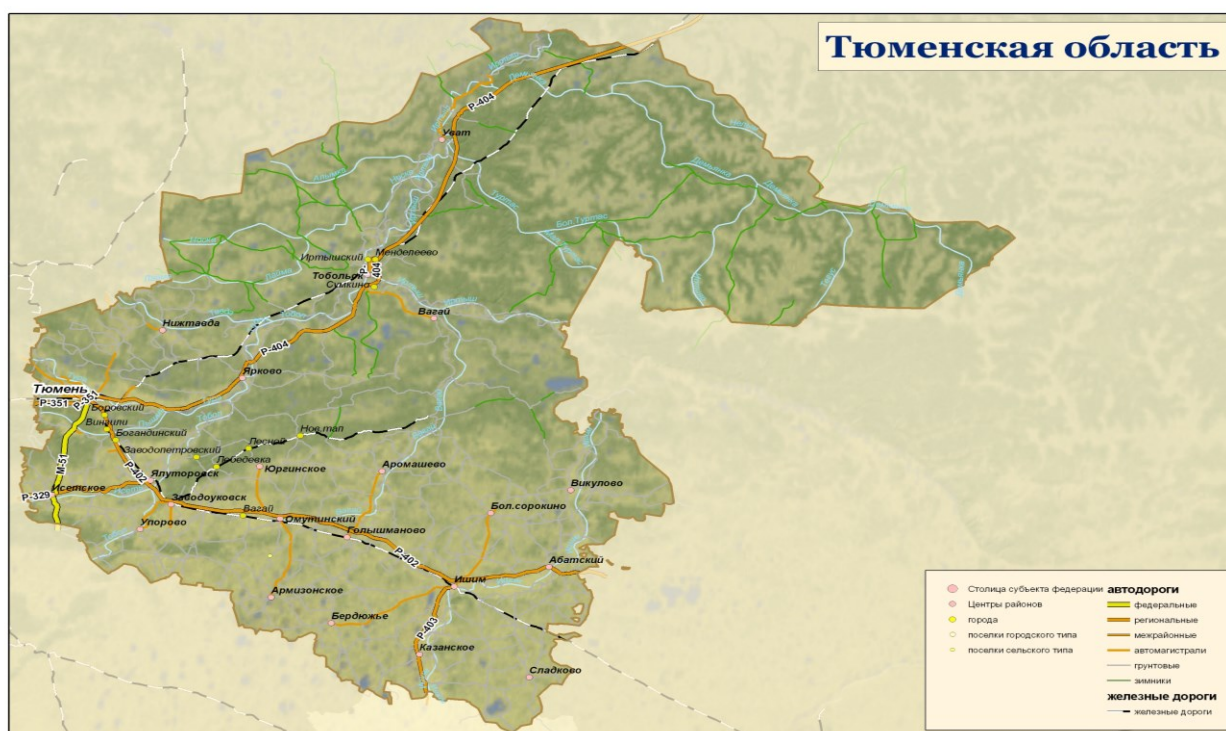 Тюменская область
Р-404
Уват
Бол.Туртас
Иртышский
Менделеево
Р-404
Тобольск
Сумкино
Вагай
Нижтавда
Р-404
Ярково
Тюмень
Р-351
Р-351
Боровский
Винзили
Богандинский
Заводопетровский
Лесной
Нов.тап
Лебедевка
М-51
Р-402
Ялуторовск
Юргинское
Аромашево
Р-329
Исетское
Викулово
Заводоуковск
Вагай
Омутинский
Бол.сорокино
Упорово
Голышманово
Р-402
Абатский
Ишим
Армизонское
Бердюжье
Р-403
Казанское
Сладково
Столица субъекта федерации
Центры районов
города
поселки городского типа
поселки сельского типа
автодороги
федеральные
региональные
межрайонные
автомагистрали
грунтовые
зимники
железные дороги
железные дороги